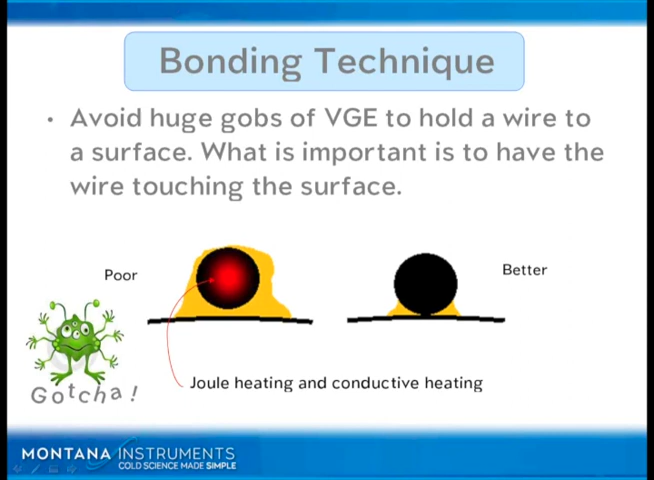 Bonding Technique
• Avoid huge gobs of VGE to hold a wire to
a surface. What is important is to have the
wire touching the surface.
Poor
Better
Gotcha!
Joule heating and conductive heating
MONTANA INSTRUMENTS
COLD SCIENCE MADE SIMPLE